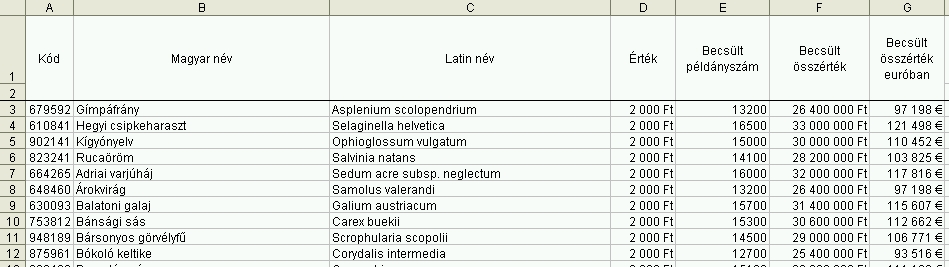 A B C D E F G
1 Kód Magyar név Latin név Érték Becsült példányszám Becsült összérték Becsült összérték euróban
2
3 679592 Gímpáfrány Asplenium scolopendrium 2 000 Ft 13200 26 400 000 Ft 97 198 €
4 610841 Hegyi csipkeharaszt Selaginella helvetica 2 000 Ft 16500 33 000 000 Ft 121 498 €
5 902141 Kígyónyelv Ophioglossum vulgatum 2 000 Ft 15000 30 000 000 Ft 110 452 €
6 823241 Rucaöröm Salvinia natans 2 000 Ft 14100 28 200 000 Ft 103 825 €
7 664265 Adriai varjúháj Sedum acre subsp. neglectum 2 000 Ft 16000 32 000 000 Ft 117 816 €
8 648460 Árokvirág Samolus valerandi 2 000 Ft 13200 26 400 000 Ft 97 198 €
9 630093 Balatoni galaj Galium austriacum 2 000 Ft 15700 31 400 000 Ft 115 607 €
10 753812 Bánsági sás Carex buekii 2 000 Ft 15300 30 600 000 Ft 112 662 €
11 948189 Bársonyos görvélyfű Scrophularia scopolii 2 000 Ft 14500 29 000 000 Ft 106 771 €
12 875961 Bókoló keltike Corydalis intermedia 2 000 Ft 12700 25 400 000 Ft 93 516 €